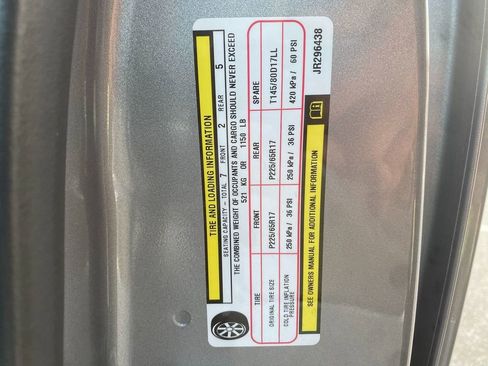 TIRE AND LOADING INFORMATION
SEATING CAPACITY - TOTAL 7 FRONT 2 REAR 5
THE COMBINED WEIGHT OF OCCUPANTS AND CARGO SHOULD NEVER EXCEED
521 KG OR 1150 LB
TIRE FRONT REAR SPARE
ORIGINAL TIRE SIZE P225/65R17 P225/65R17 T145/80D17LL
COLD TIRE INFLATION PRESSURE 250 kPa/ 36 PSI 250 kPa/ 36 PSI 420 kPa/ 60 PSI
SEE OWNERS MANUAL FOR ADDITIONAL INFORMATION
JR296438